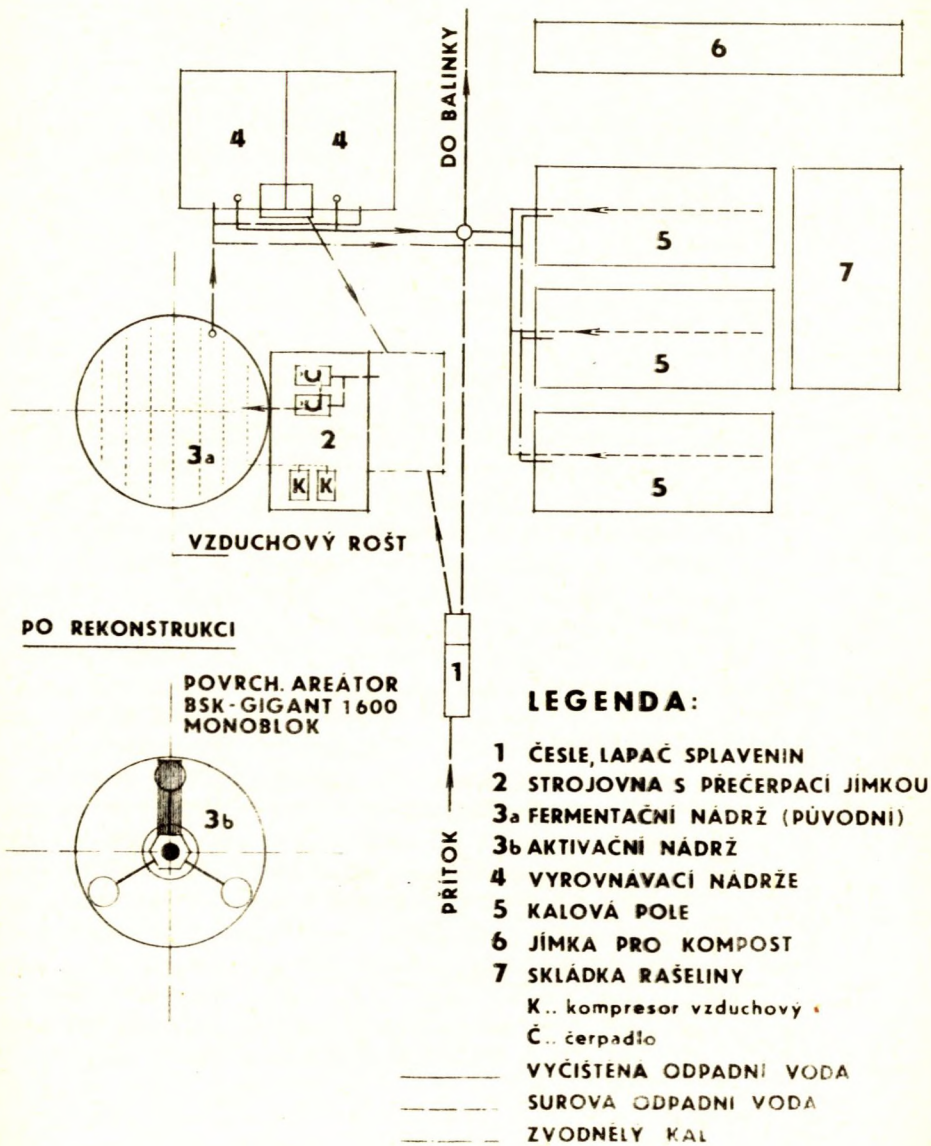 6
DO BALINKY
4
4
5
7
5
5
Č
Č
2
3a
K K
VZDUCHOVÝ ROŠT
1
PO REKONSTRUKCI
POVRCH. AREÁTOR
BSK-GIGANT 1600
MONOBLOK
3b
PŘÍTOK
LEGENDA:
1 ČESLE, LAPAČ SPLAVENIN
2 STROJOVNA S PŘEČERPACÍ JÍMKOU
3a FERMENTAČNÍ NÁDRŽ (PŮVODNÍ)
3b AKTIVAČNÍ NÁDRŽ
4 VYROVNÁVACÍ NÁDRŽE
5 KALOVÁ POLE
6 JÍMKA PRO KOMPOST
7 SKLÁDKA RAŠELINY
K.. kompresor vzduchový
Č.. čerpadlo
VYČIŠTĚNÁ ODPADNÍ VODA
SUROVÁ ODPADNÍ VODA
ZVODNĚLÝ KAL